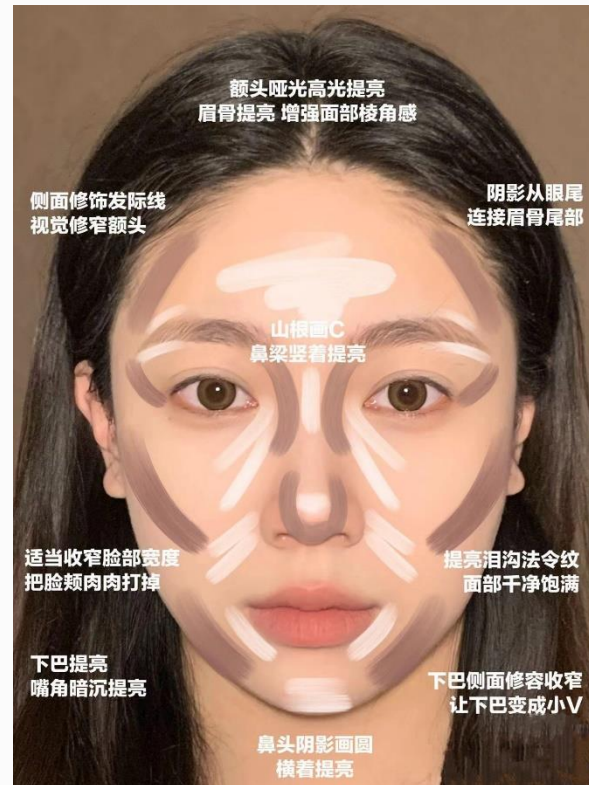 额头哑光高光提亮
眉骨提亮 增强面部棱角感
侧面修饰发际线
视觉修窄额头
阴影从眼尾
连接眉骨尾部
山根画C
鼻梁竖着提亮
适当收窄脸部宽度
把脸颊肉肉打掉
提亮泪沟法令纹
面部干净饱满
下巴提亮
嘴角暗沉提亮
下巴侧面修容收窄
让下巴变成小V
鼻头阴影画圆
横着提亮